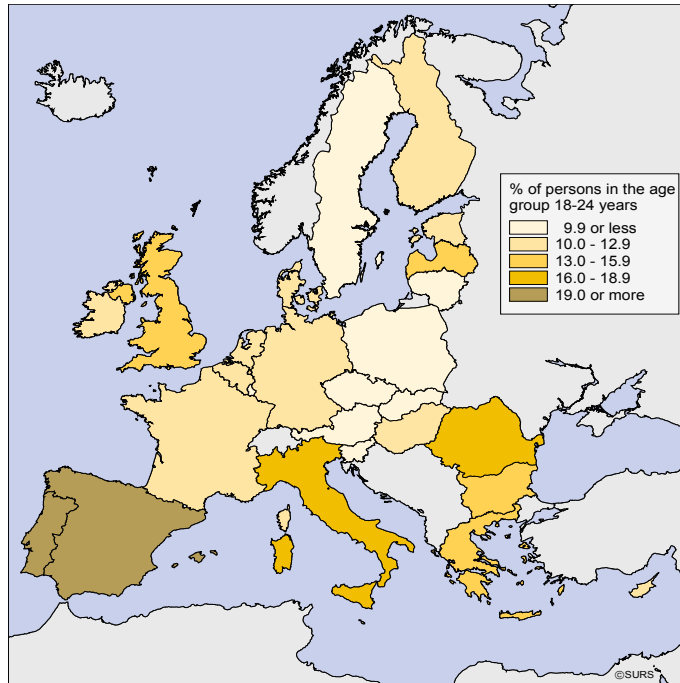 % of persons in the age
group 18-24 years
9.9 or less
10.0 - 12.9
13.0 - 15.9
16.0 - 18.9
19.0 or more
©SURS